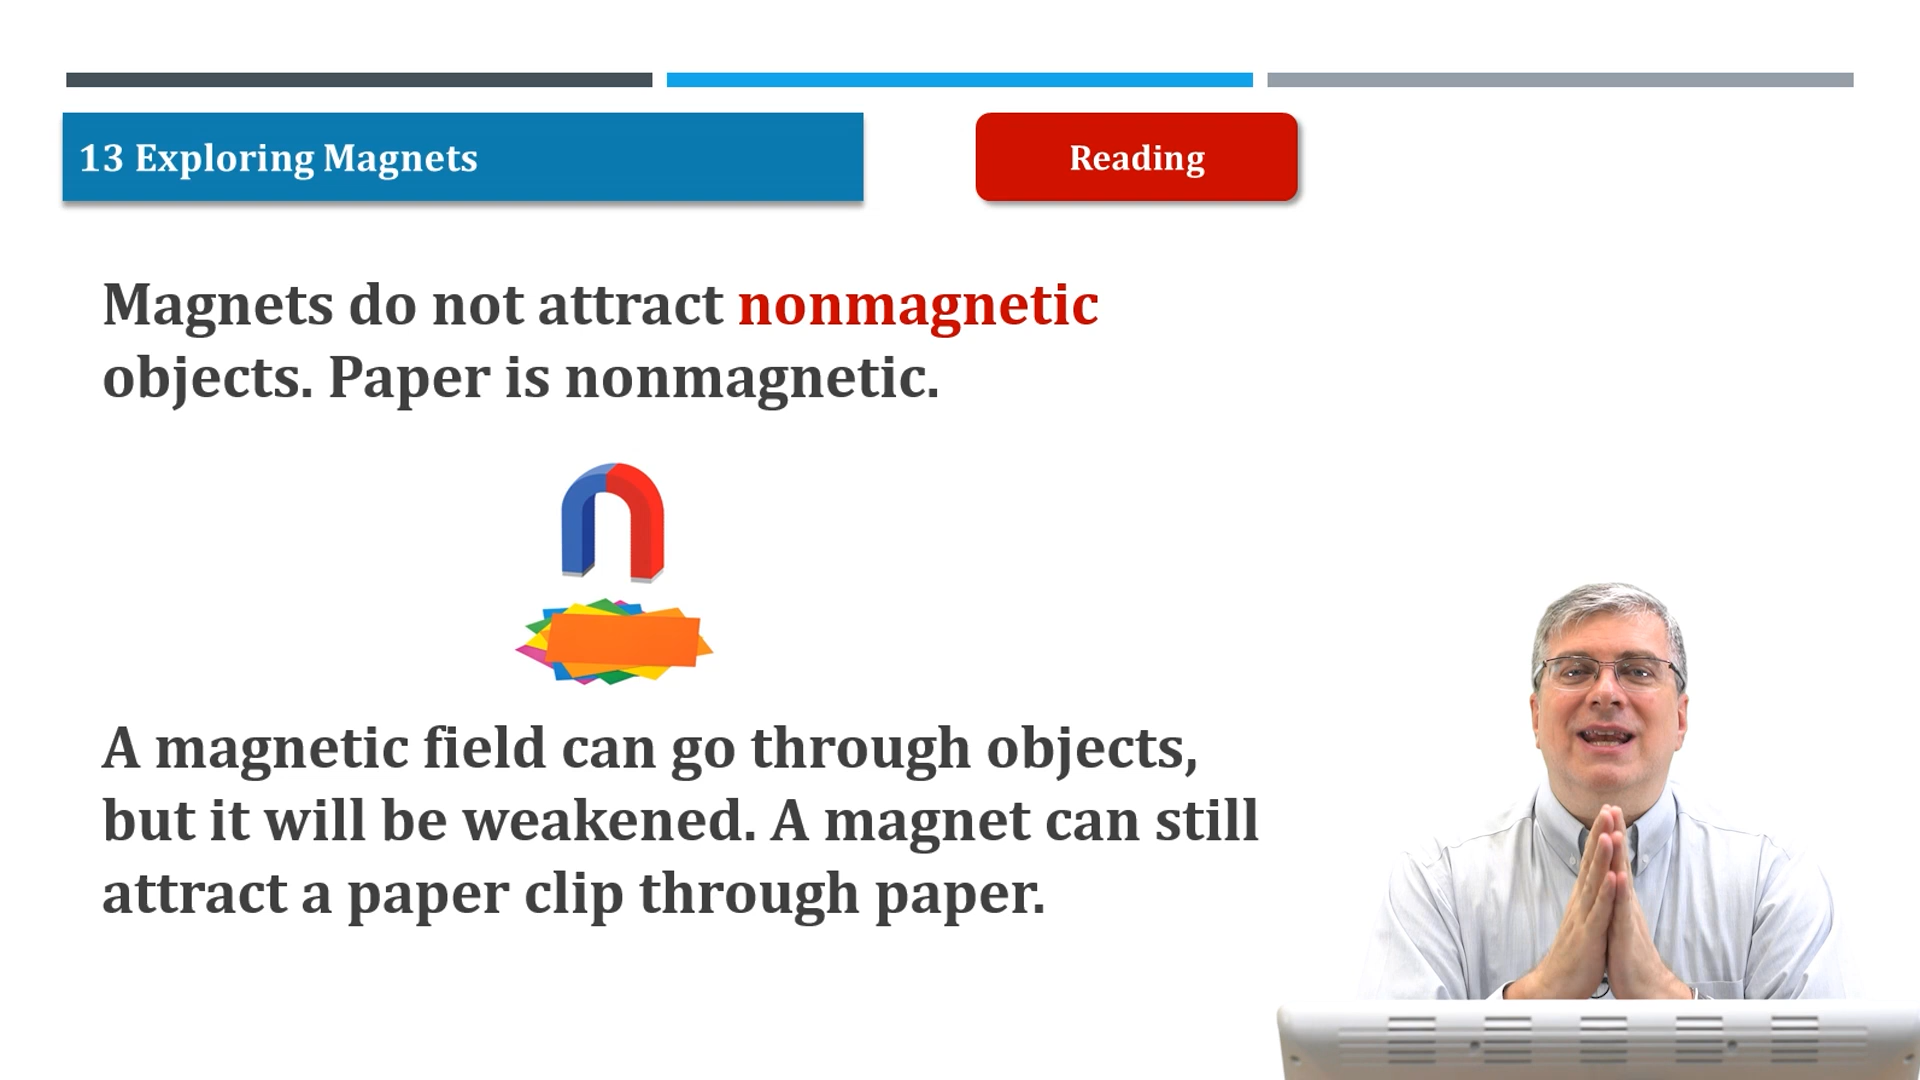 13 Exploring Magnets
Reading
Magnets do not attract nonmagnetic
objects. Paper is nonmagnetic.
A magnetic field can go through objects,
but it will be weakened. A magnet can still
attract a paper clip through paper.